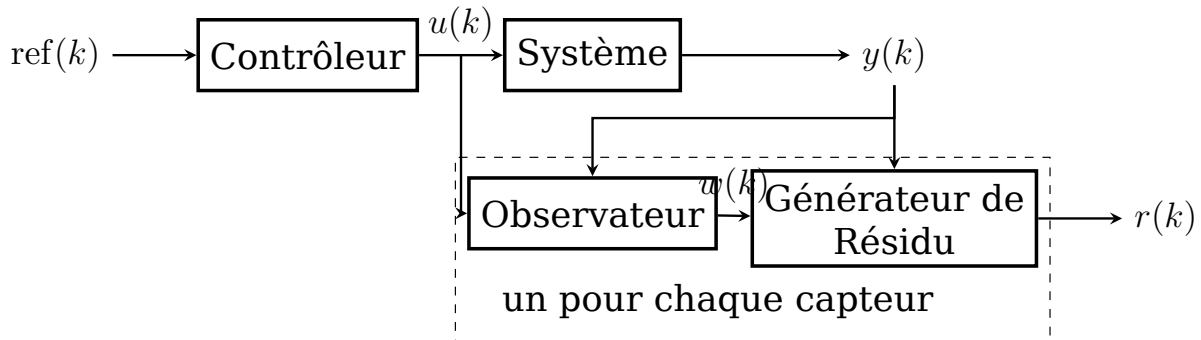 u(k)
ref(k)
Contrôleur
Système
y(k)
w(k)
Observateur
Générateur de
Résidu
r(k)
un pour chaque capteur